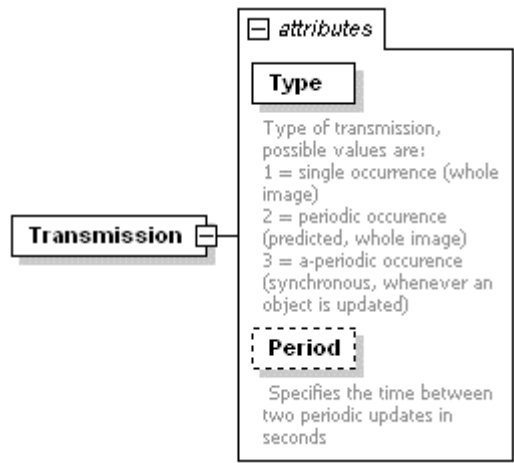 attributes
Type
Type of transmission,
possible values are:
1 = single occurrence (whole
image)
2 = periodic occurence
(predicted, whole image)
3 = a-periodic occurence
(synchronous, whenever an
object is updated)
Transmission
Period
Specifies the time between
two periodic updates in
seconds